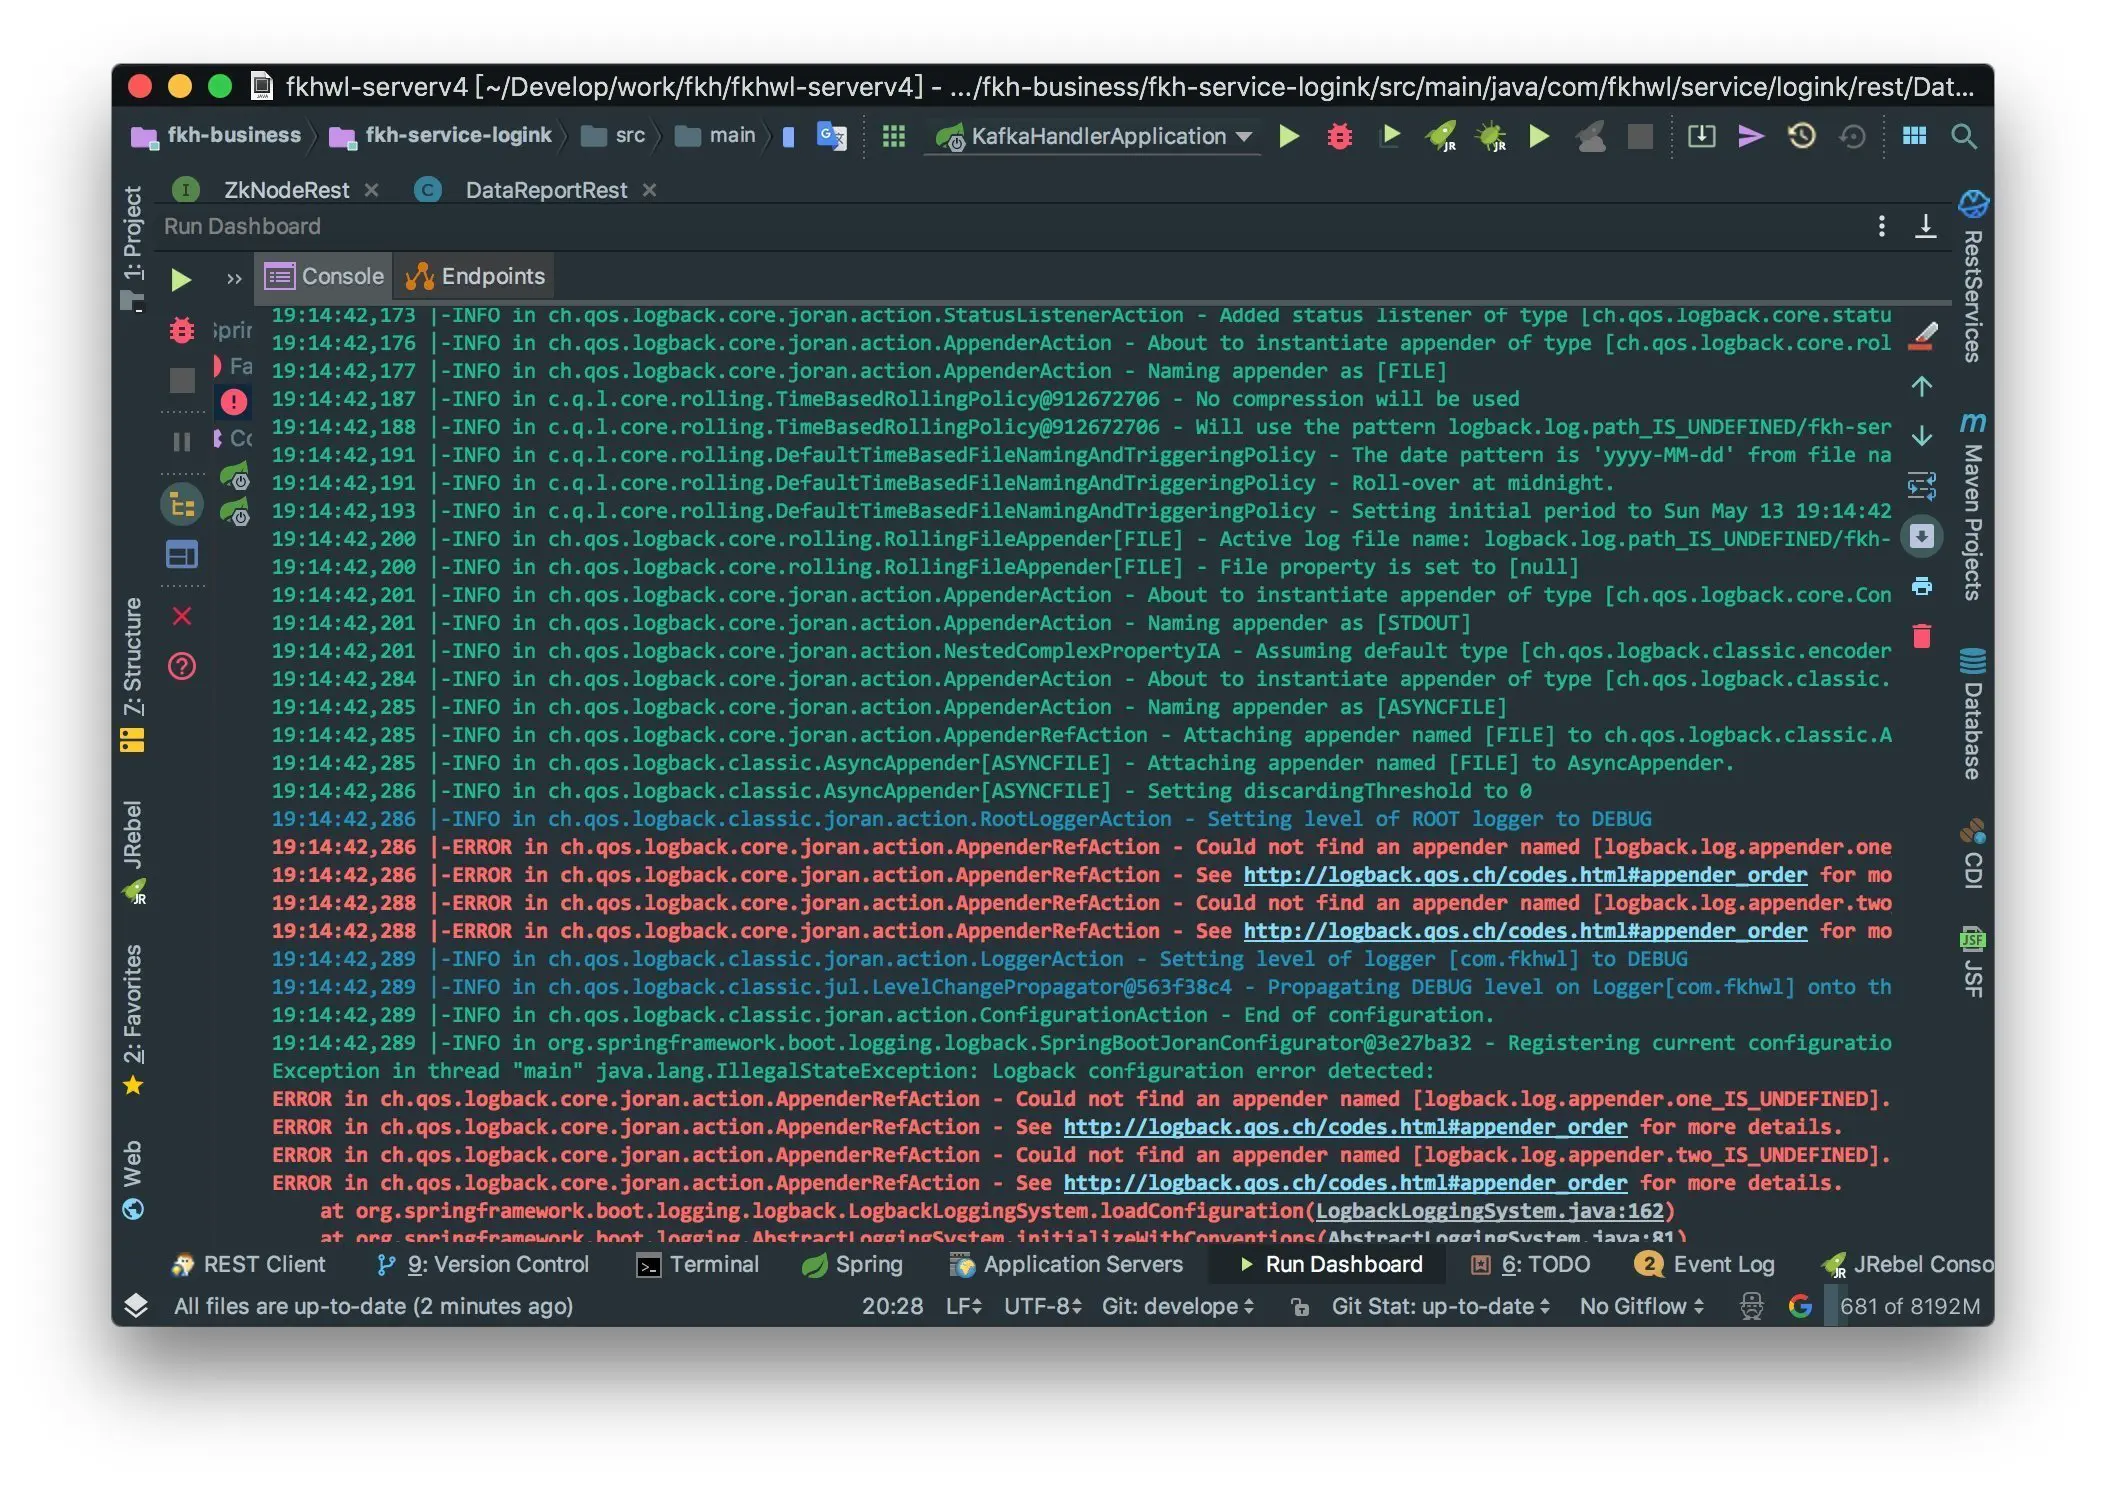 fkhwl-serverv4 [~/Develop/work/fkh/fkhwl-serverv4] - .../fkh-business/fkh-service-logink/src/main/java/com/fkhwl/service/logink/rest/Dat...
fkh-business fkh-service-logink src main KafkaHandlerApplication
ZkNodeRest DataReportRest
Run Dashboard
Console Endpoints
19:14:42,173 |-INFO in ch.qos.logback.core.joran.action.StatusListenerAction - Added status listener of type [ch.qos.logback.core.statu
19:14:42,176 |-INFO in ch.qos.logback.core.joran.action.AppenderAction - About to instantiate appender of type [ch.qos.logback.core.rol
19:14:42,177 |-INFO in ch.qos.logback.core.joran.action.AppenderAction - Naming appender as [FILE]
19:14:42,187 |-INFO in c.q.l.core.rolling.TimeBasedRollingPolicy@912672706 - No compression will be used
19:14:42,188 |-INFO in c.q.l.core.rolling.TimeBasedRollingPolicy@912672706 - Will use the pattern logback.log.path_IS_UNDEFINED/fkh-ser
19:14:42,191 |-INFO in c.q.l.core.rolling.DefaultTimeBasedFileNamingAndTriggeringPolicy - The date pattern is 'yyyy-MM-dd' from file na
19:14:42,191 |-INFO in c.q.l.core.rolling.DefaultTimeBasedFileNamingAndTriggeringPolicy - Roll-over at midnight.
19:14:42,193 |-INFO in c.q.l.core.rolling.DefaultTimeBasedFileNamingAndTriggeringPolicy - Setting initial period to Sun May 13 19:14:42
19:14:42,200 |-INFO in ch.qos.logback.core.rolling.RollingFileAppender[FILE] - Active log file name: logback.log.path_IS_UNDEFINED/fkh-
19:14:42,200 |-INFO in ch.qos.logback.core.rolling.RollingFileAppender[FILE] - File property is set to [null]
19:14:42,201 |-INFO in ch.qos.logback.core.joran.action.AppenderAction - About to instantiate appender of type [ch.qos.logback.core.Con
19:14:42,201 |-INFO in ch.qos.logback.core.joran.action.AppenderAction - Naming appender as [STDOUT]
19:14:42,201 |-INFO in ch.qos.logback.core.joran.action.NestedComplexPropertyIA - Assuming default type [ch.qos.logback.classic.encoder
19:14:42,284 |-INFO in ch.qos.logback.core.joran.action.AppenderAction - About to instantiate appender of type [ch.qos.logback.classic.
19:14:42,285 |-INFO in ch.qos.logback.core.joran.action.AppenderAction - Naming appender as [ASYNCFILE]
19:14:42,285 |-INFO in ch.qos.logback.core.joran.action.AppenderRefAction - Attaching appender named [FILE] to ch.qos.logback.classic.A
19:14:42,285 |-INFO in ch.qos.logback.classic.AsyncAppender[ASYNCFILE] - Attaching appender named [FILE] to AsyncAppender.
19:14:42,286 |-INFO in ch.qos.logback.classic.AsyncAppender[ASYNCFILE] - Setting discardingThreshold to 0
19:14:42,286 |-INFO in ch.qos.logback.classic.joran.action.RootLoggerAction - Setting level of ROOT logger to DEBUG
19:14:42,286 |-ERROR in ch.qos.logback.core.joran.action.AppenderRefAction - Could not find an appender named [logback.log.appender.one
19:14:42,286 |-ERROR in ch.qos.logback.core.joran.action.AppenderRefAction - See http://logback.qos.ch/codes.html#appender_order for mo
19:14:42,288 |-ERROR in ch.qos.logback.core.joran.action.AppenderRefAction - Could not find an appender named [logback.log.appender.two
19:14:42,288 |-ERROR in ch.qos.logback.core.joran.action.AppenderRefAction - See http://logback.qos.ch/codes.html#appender_order for mo
19:14:42,289 |-INFO in ch.qos.logback.classic.joran.action.LoggerAction - Setting level of logger [com.fkhwl] to DEBUG
19:14:42,289 |-INFO in ch.qos.logback.classic.jul.LevelChangePropagator@563f38c4 - Propagating DEBUG level on Logger[com.fkhwl] onto th
19:14:42,289 |-INFO in ch.qos.logback.classic.joran.action.ConfigurationAction - End of configuration.
19:14:42,289 |-INFO in org.springframework.boot.logging.logback.SpringBootJoranConfigurator@3e27ba32 - Registering current configuratio
Exception in thread "main" java.lang.IllegalStateException: Logback configuration error detected:
ERROR in ch.qos.logback.core.joran.action.AppenderRefAction - Could not find an appender named [logback.log.appender.one_IS_UNDEFINED].
ERROR in ch.qos.logback.core.joran.action.AppenderRefAction - See http://logback.qos.ch/codes.html#appender_order for more details.
ERROR in ch.qos.logback.core.joran.action.AppenderRefAction - Could not find an appender named [logback.log.appender.two_IS_UNDEFINED].
ERROR in ch.qos.logback.core.joran.action.AppenderRefAction - See http://logback.qos.ch/codes.html#appender_order for more details.
at org.springframework.boot.logging.logback.LogbackLoggingSystem.loadConfiguration(LogbackLoggingSystem.java:162)
at org.springframework.boot.logging.AbstractLoggingSystem.initializeWithConventions(AbstractLoggingSystem.java:81)
1: Project
7: Structure
JRebel
2: Favorites
Web
Sprin
Fa
Co
RestServices
Maven Projects
Database
CDI
JSF
REST Client 9: Version Control Terminal Spring Application Servers Run Dashboard 6: TODO 2 Event Log JRebel Conso
All files are up-to-date (2 minutes ago) 20:28 LF UTF-8 Git: develope Git Stat: up-to-date No Gitflow 681 of 8192M